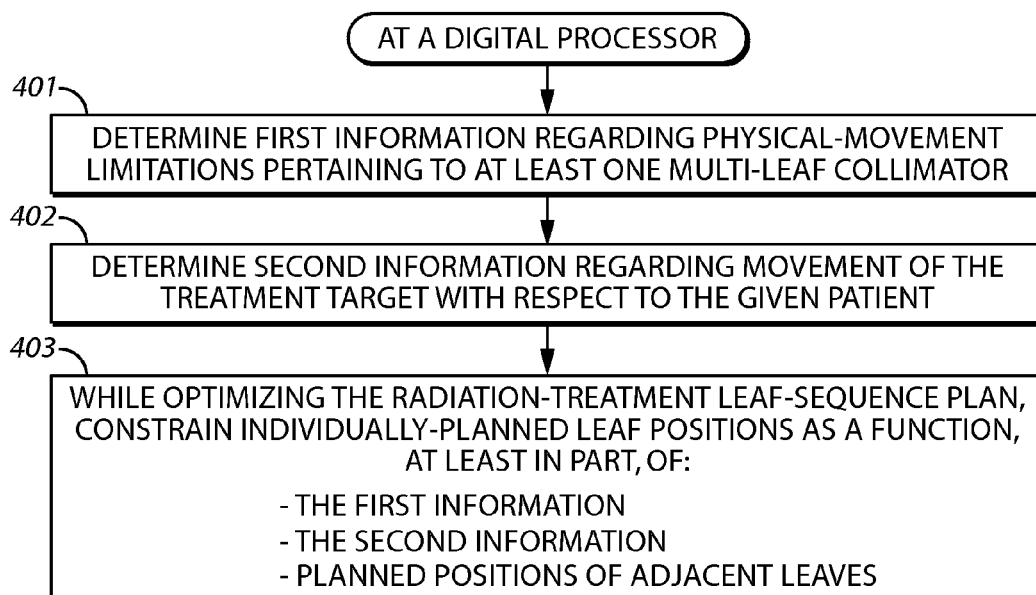 AT A DIGITAL PROCESSOR
401
DETERMINE FIRST INFORMATION REGARDING PHYSICAL-MOVEMENT
LIMITATIONS PERTAINING TO AT LEAST ONE MULTI-LEAF COLLIMATOR
402
DETERMINE SECOND INFORMATION REGARDING MOVEMENT OF THE
TREATMENT TARGET WITH RESPECT TO THE GIVEN PATIENT
403
WHILE OPTIMIZING THE RADIATION-TREATMENT LEAF-SEQUENCE PLAN,
CONSTRAIN INDIVIDUALLY-PLANNED LEAF POSITIONS AS A FUNCTION,
AT LEAST IN PART, OF:
- THE FIRST INFORMATION
- THE SECOND INFORMATION
- PLANNED POSITIONS OF ADJACENT LEAVES